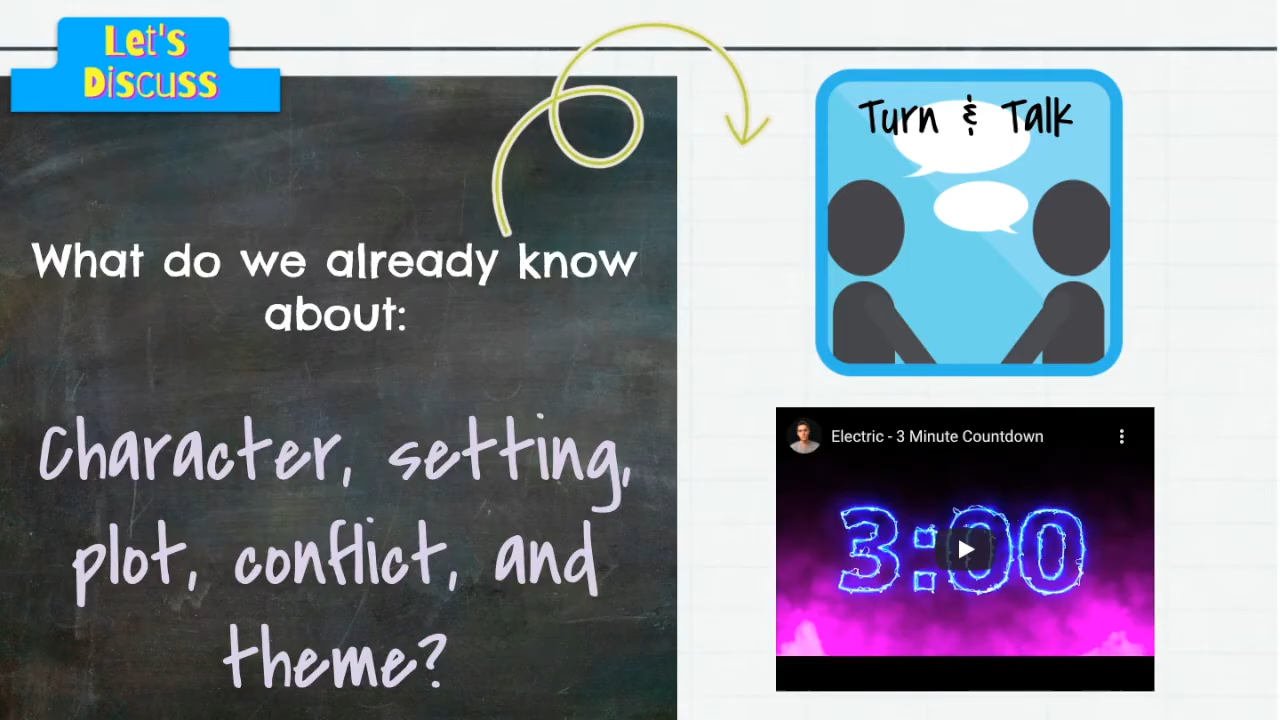 Let's
Discuss
Turn & Talk
What do we already know
about:
Character, setting,
plot, conflict, and
theme?
Electric - 3 Minute Countdown
3:00